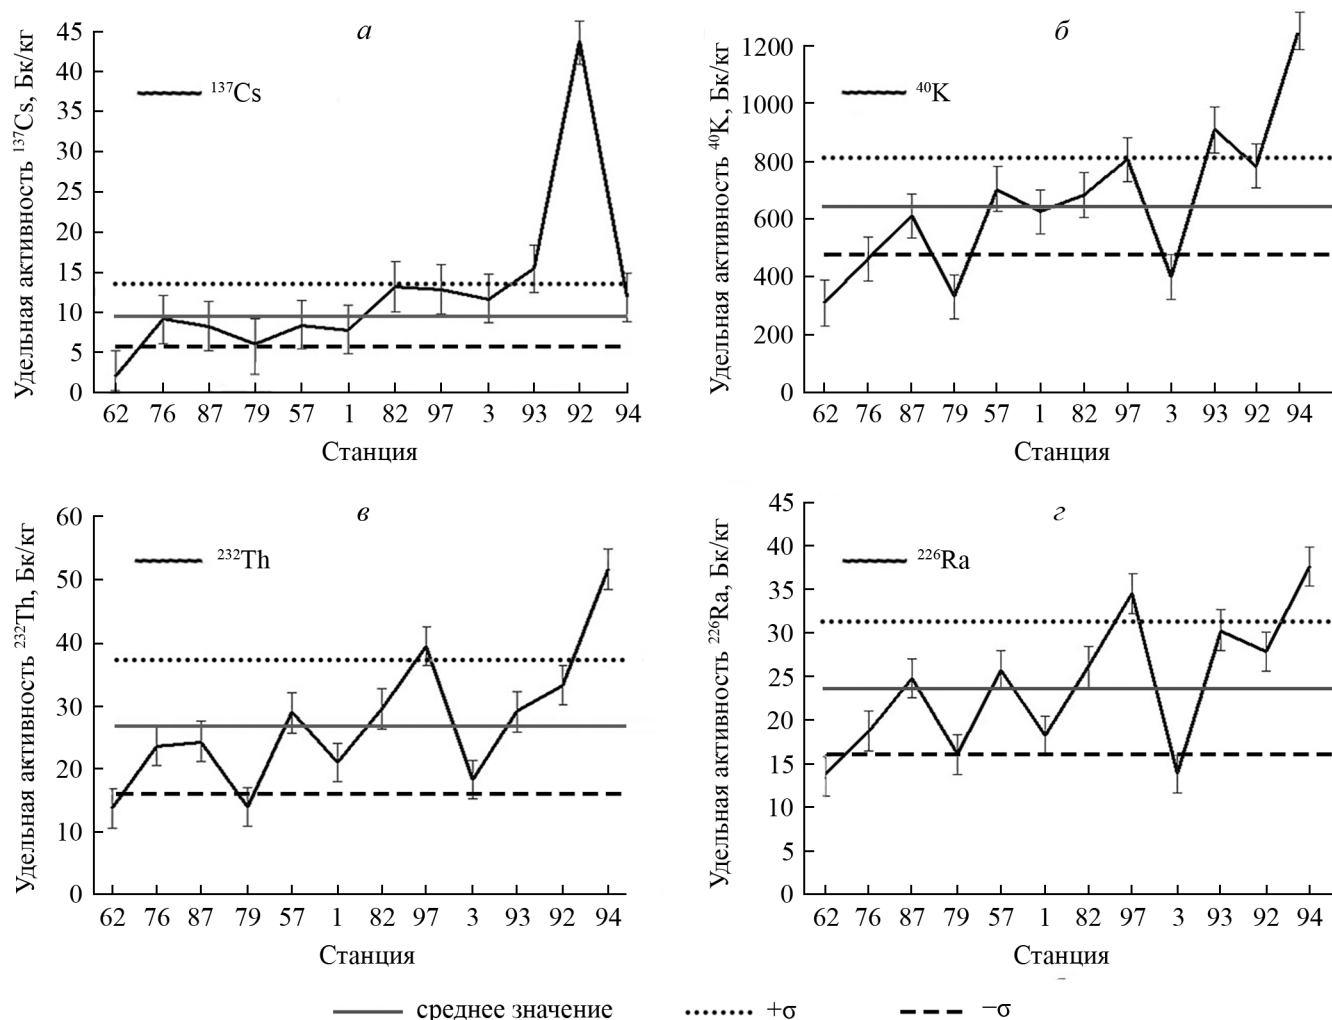 а
Удельная активность ¹³⁷Cs, Бк/кг
45
40
35
30
25
20
15
10
5
0
¹³⁷Cs
62 76 87 79 57 1 82 97 3 93 92 94
Станция
б
Удельная активность ⁴⁰K, Бк/кг
1200
1000
800
600
400
200
0
⁴⁰K
62 76 87 79 57 1 82 97 3 93 92 94
Станция
в
Удельная активность ²³²Th, Бк/кг
60
50
40
30
20
10
0
²³²Th
62 76 87 79 57 1 82 97 3 93 92 94
Станция
г
Удельная активность ²²⁶Ra, Бк/кг
45
40
35
30
25
20
15
10
5
0
²²⁶Ra
62 76 87 79 57 1 82 97 3 93 92 94
Станция
среднее значение +σ −σ